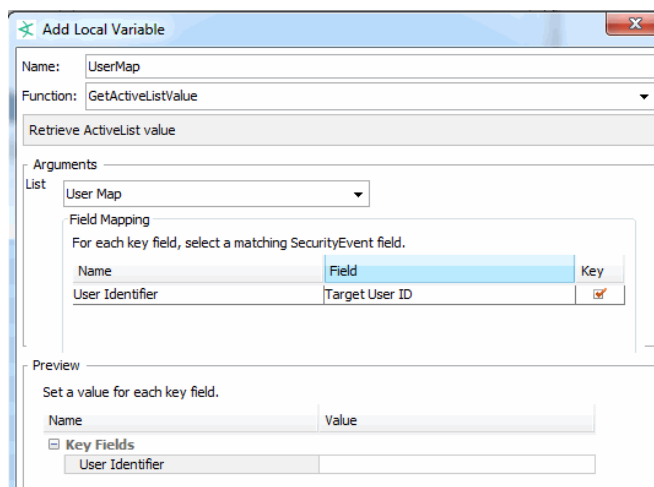 Add Local Variable
Name: UserMap
Function: GetActiveListValue
Retrieve ActiveList value
Arguments
List User Map
Field Mapping
For each key field, select a matching SecurityEvent field.
Name Field Key
User Identifier Target User ID
Preview
Set a value for each key field.
Name Value
Key Fields
User Identifier